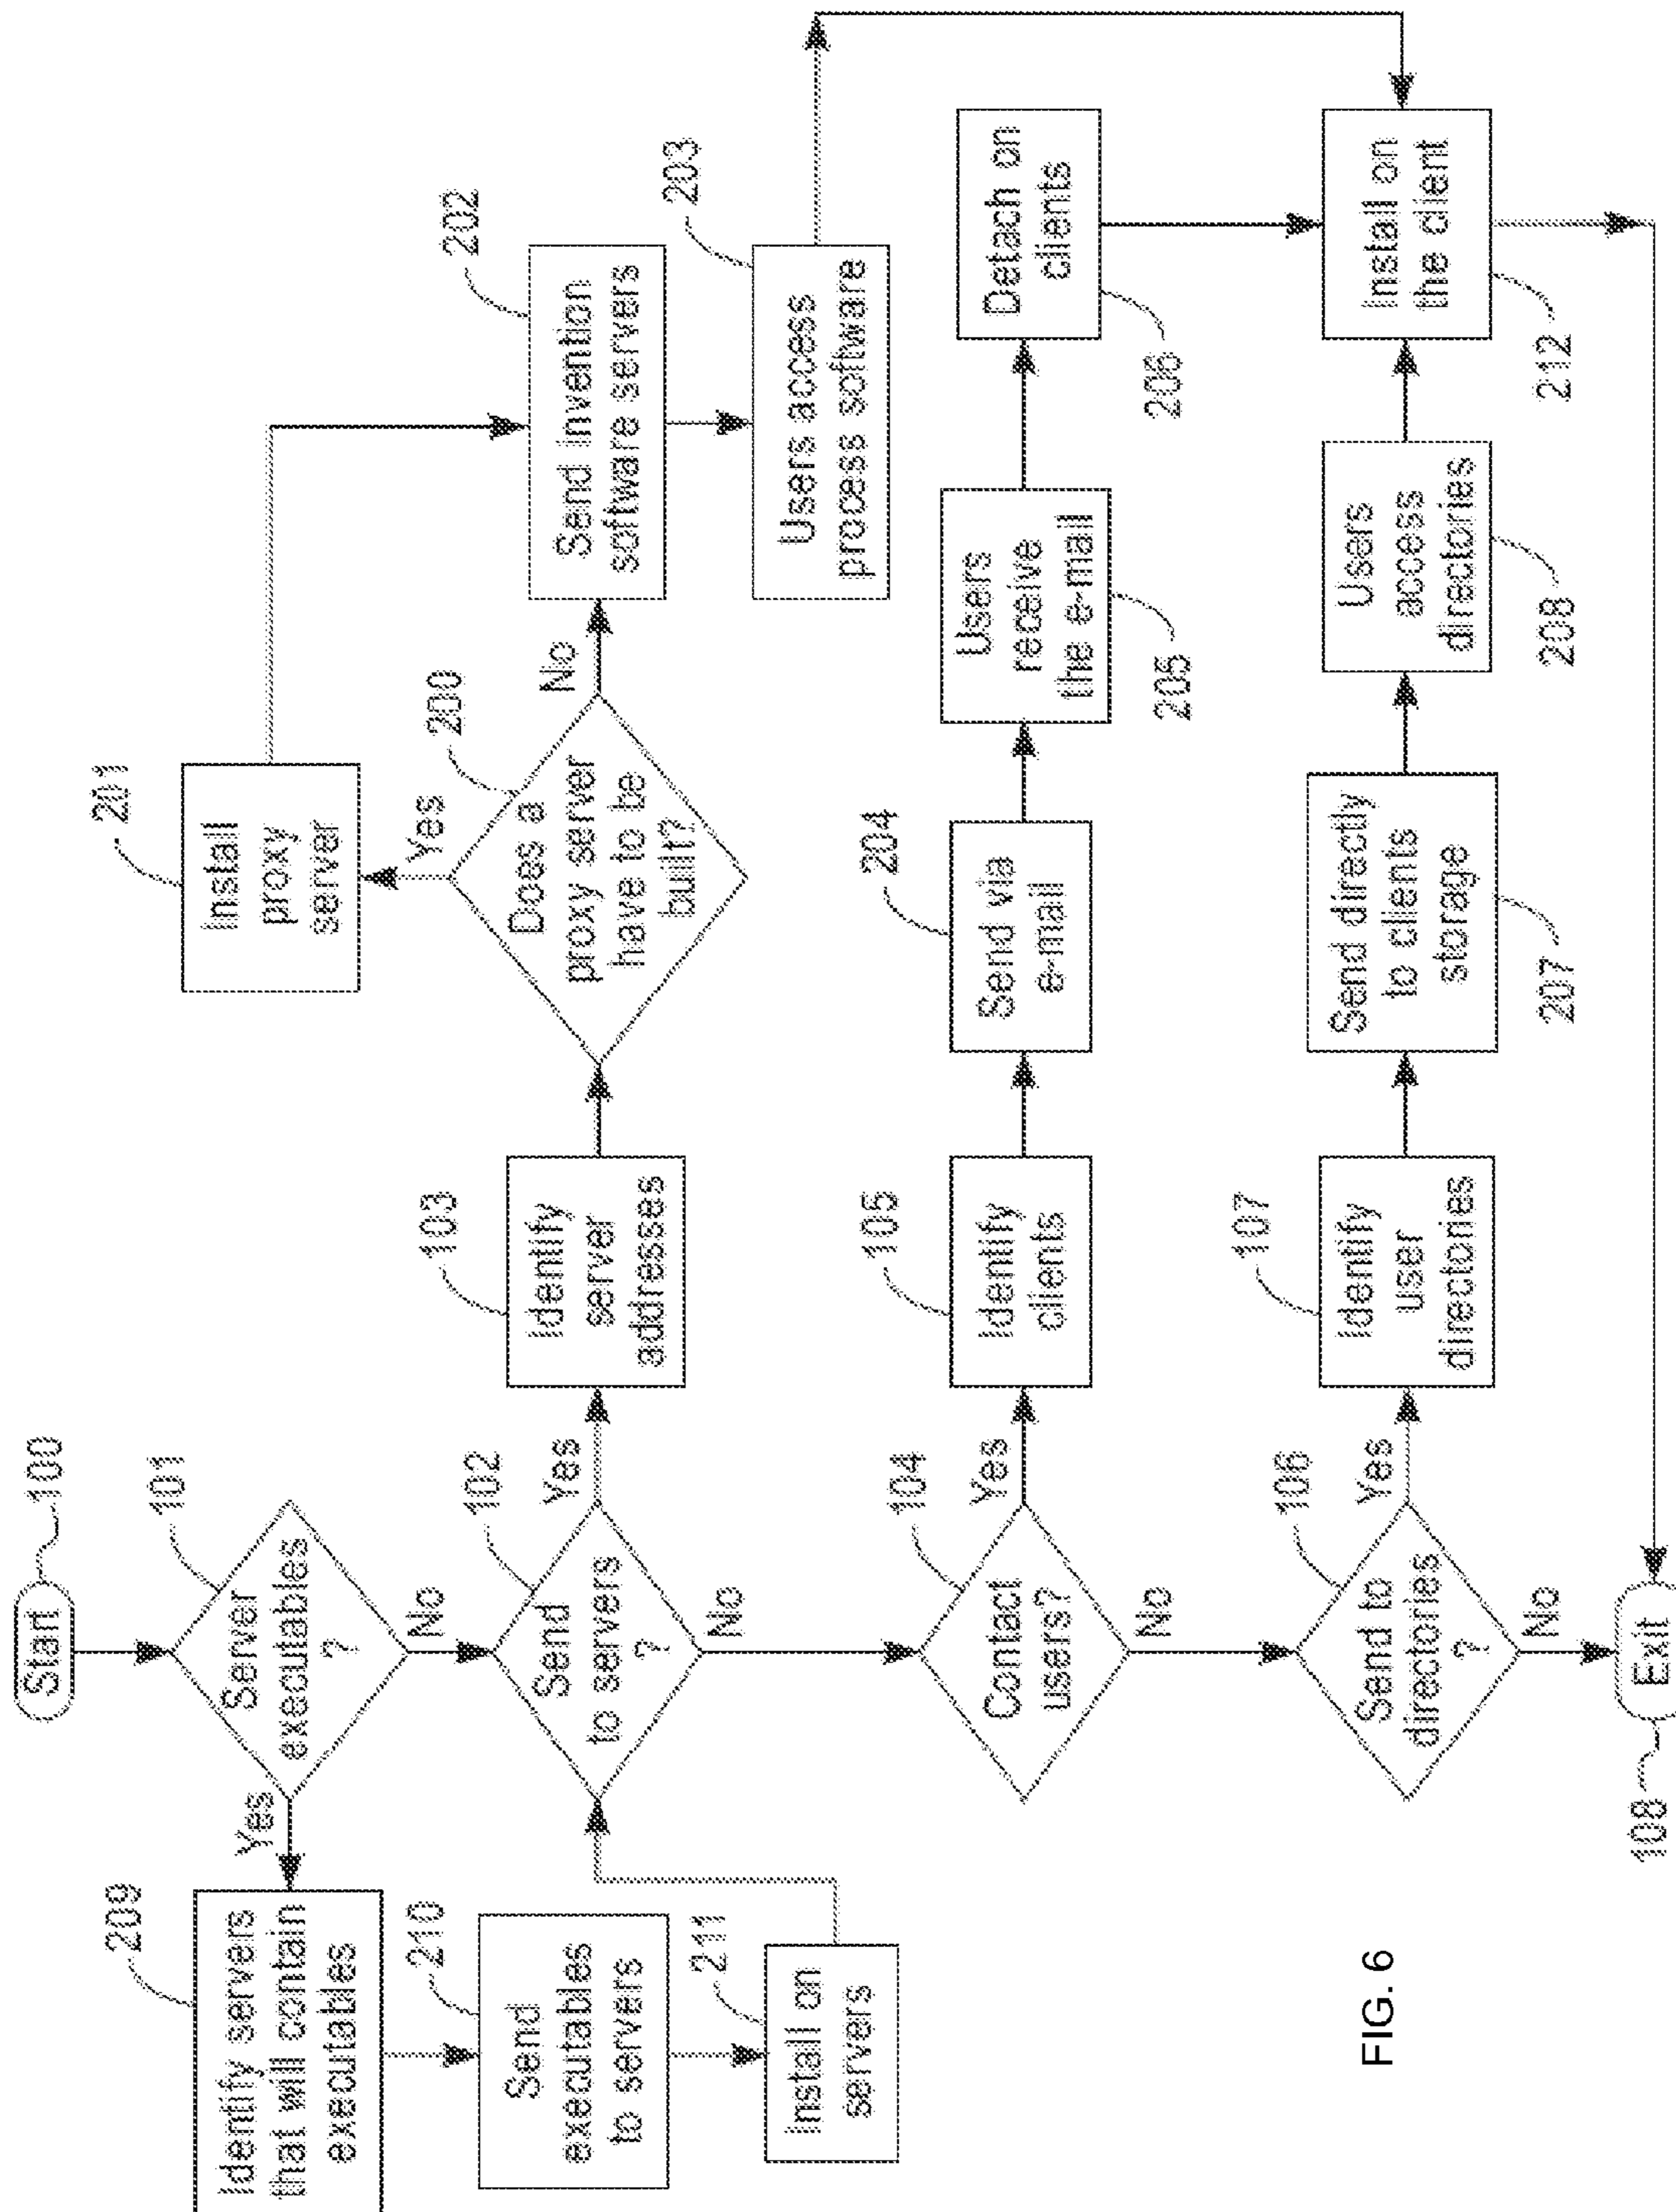 Start
100
Server
executables
?
101
Yes
No
Identify servers
that will contain
executables
209
Send
executables
to servers
210
Install on
servers
211
Send
to servers
?
102
Yes
No
Identify
server
addresses
103
Does a
proxy server
have to be
built?
200
Yes
No
Install
proxy
server
201
Send invention
software servers
202
Users access
process software
203
Contact
users?
104
Yes
No
Identify
clients
105
Send via
e-mail
204
Users
receive
the e-mail
205
Detach on
clients
206
Send to
directories
?
106
Yes
No
Identify
user
directories
107
Send directly
to clients
storage
207
Users
access
directories
208
Install on
the client
212
Exit
108
FIG. 6